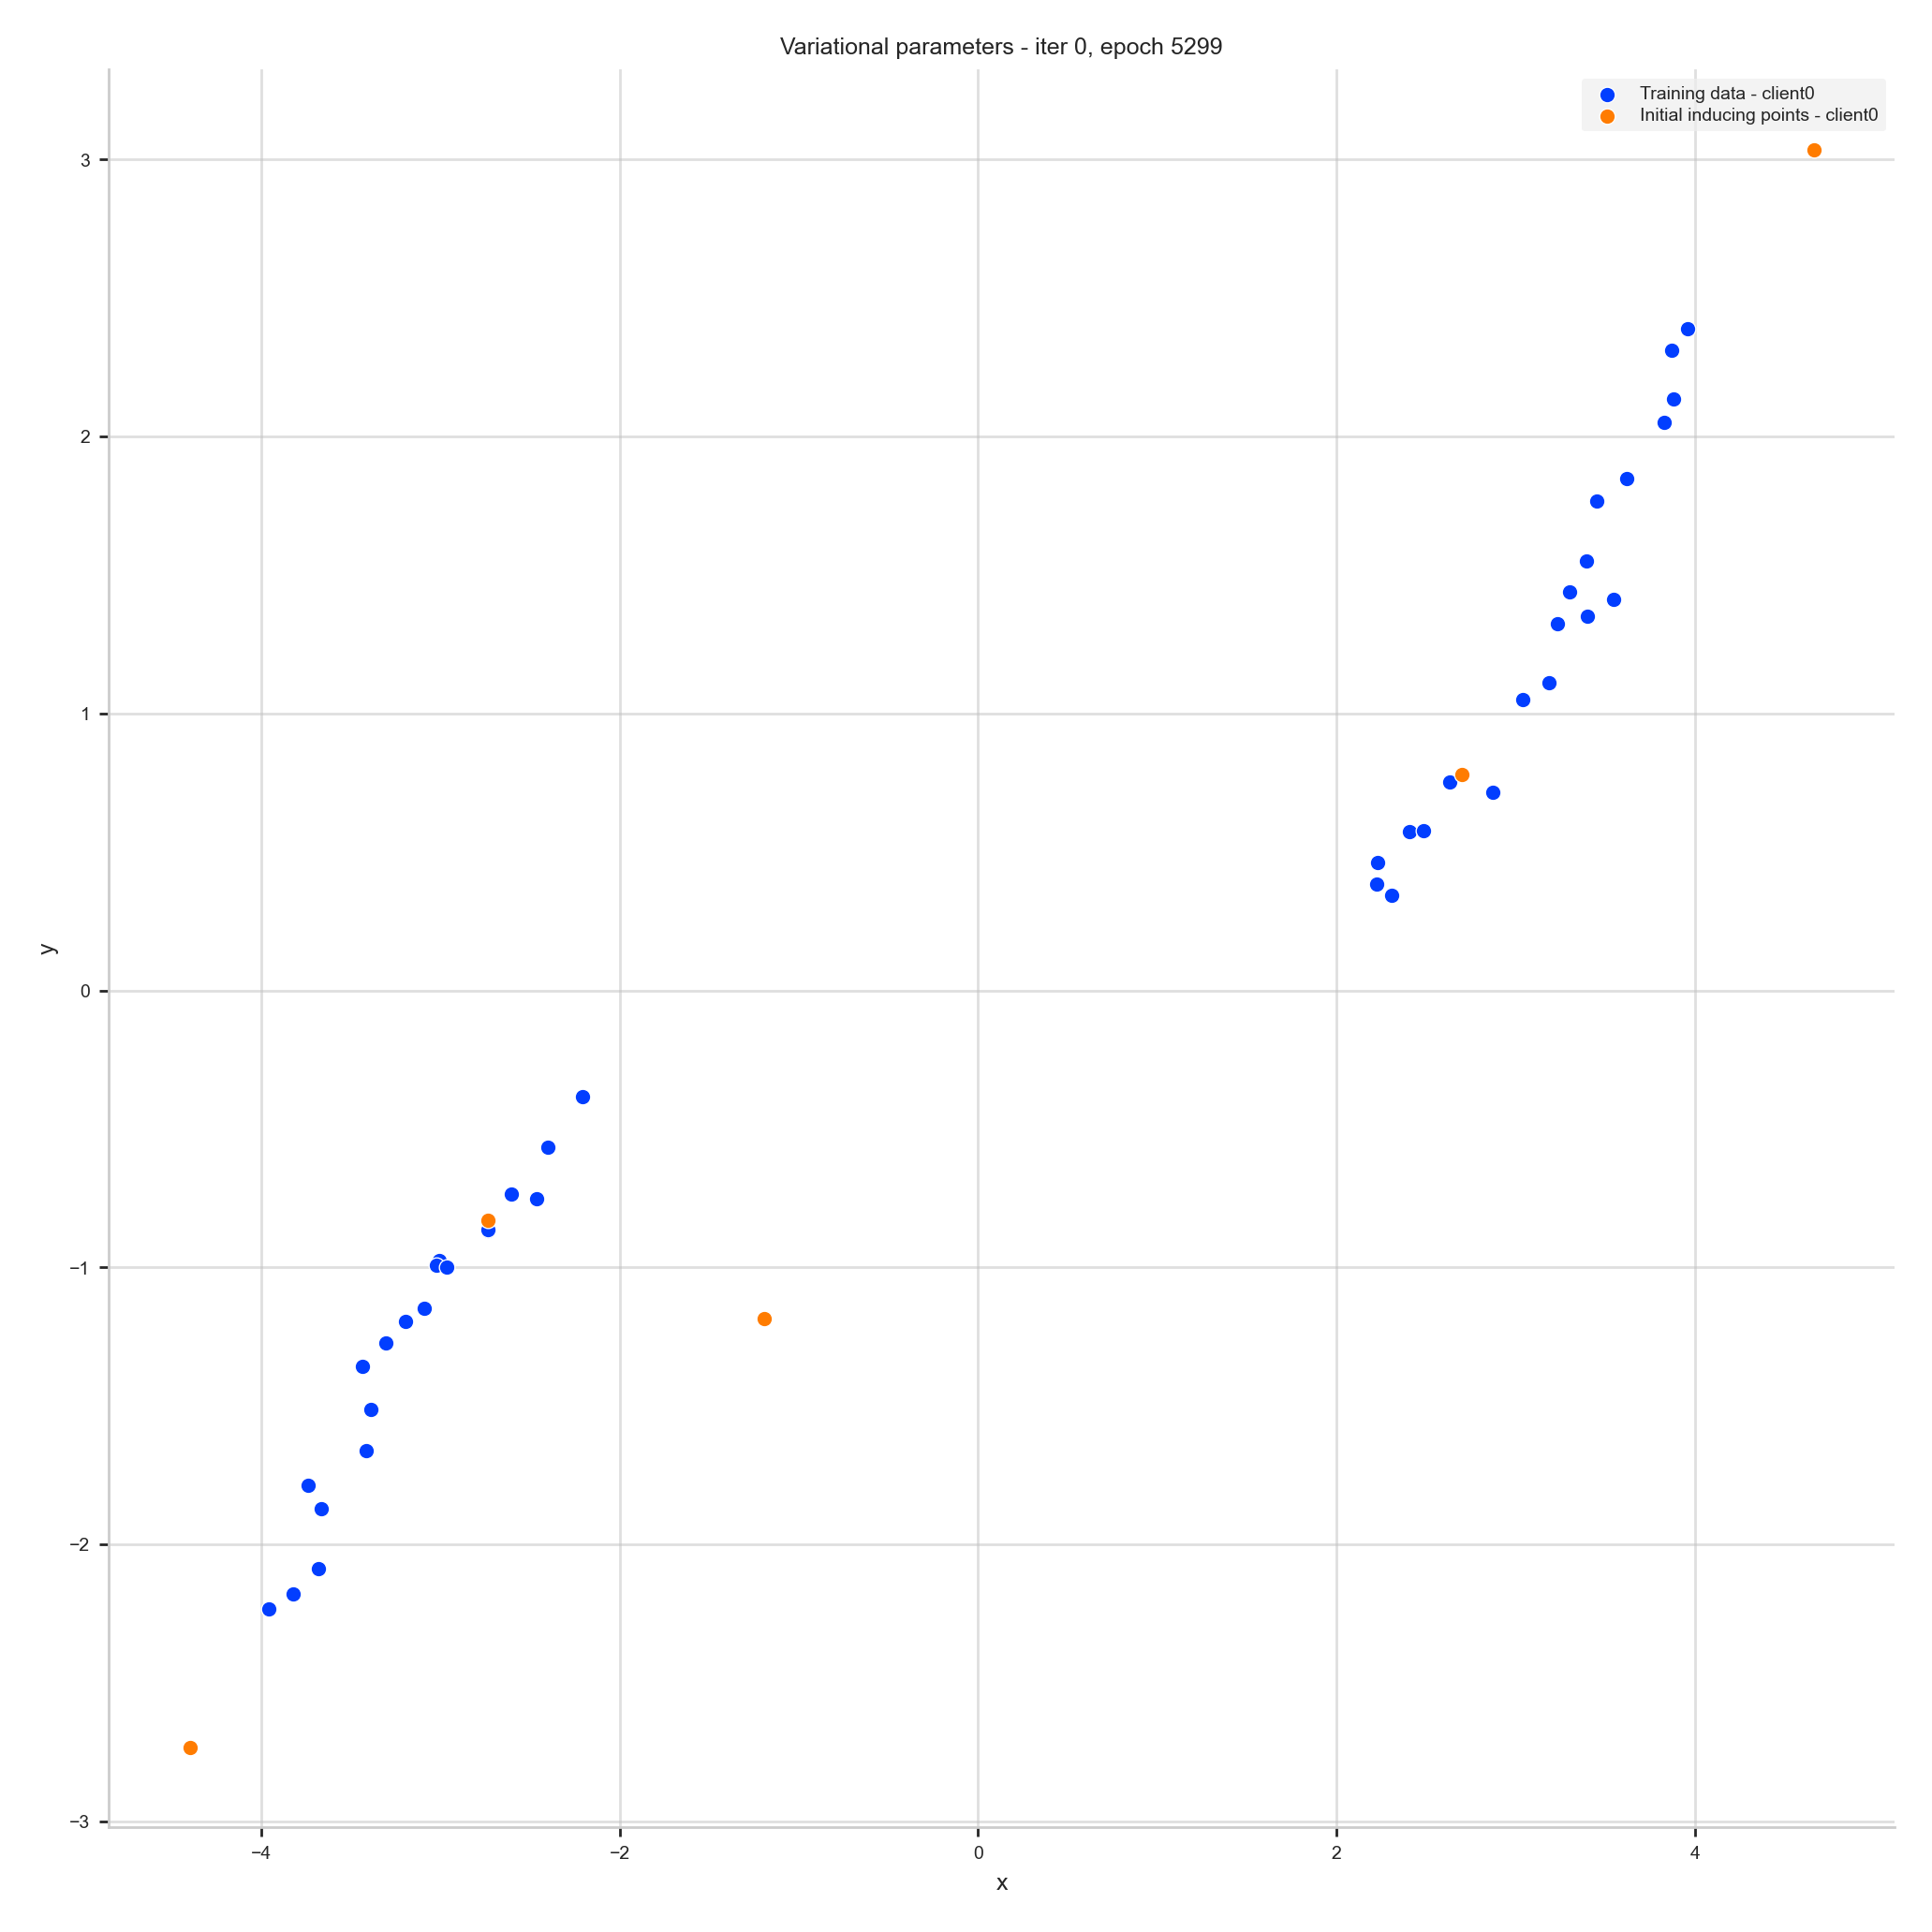 Variational parameters - iter 0, epoch 5299
Training data - client0
Initial inducing points - client0
3
2
1
0
−1
−2
−3
y
−4
−2
0
2
4
x